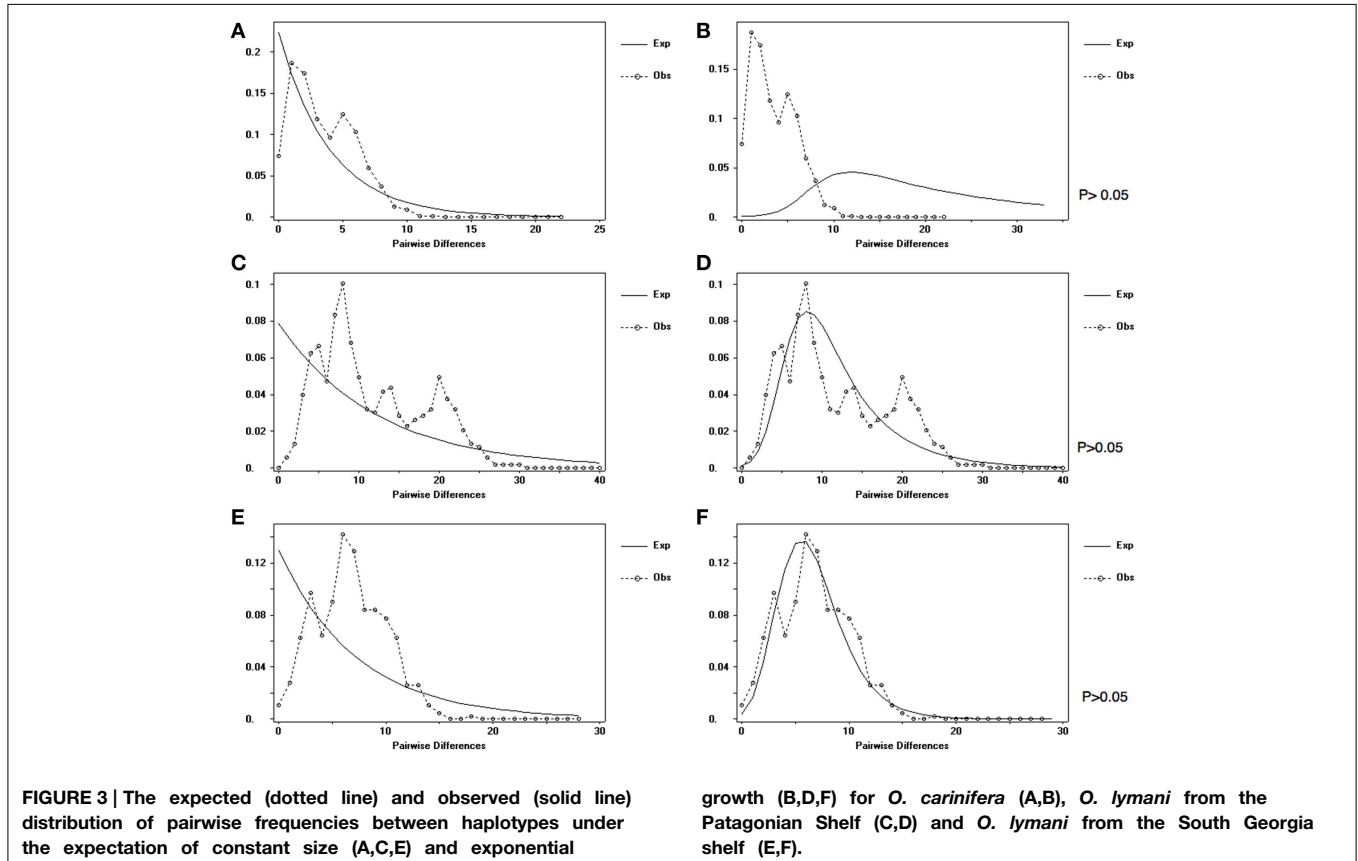 A
Exp
Obs
0.2
0.15
0.1
0.05
0.
0 5 10 15 20 25
Pairwise Differences
B
Exp
Obs
0.15
0.1
0.05
0.
0 10 20 30
Pairwise Differences
P> 0.05
C
Exp
Obs
0.1
0.08
0.06
0.04
0.02
0.
0 10 20 30 40
Pairwise Differences
D
Exp
Obs
0.1
0.08
0.06
0.04
0.02
0.
0 10 20 30 40
Pairwise Differences
P>0.05
E
Exp
Obs
0.12
0.08
0.04
0.
0 10 20 30
Pairwise Differences
F
Exp
Obs
0.12
0.08
0.04
0.
0 10 20 30
Pairwise Differences
P>0.05
FIGURE 3 | The expected (dotted line) and observed (solid line)
distribution of pairwise frequencies between haplotypes under
the expectation of constant size (A,C,E) and exponential
growth (B,D,F) for O. carinifera (A,B), O. lymani from the
Patagonian Shelf (C,D) and O. lymani from the South Georgia
shelf (E,F).